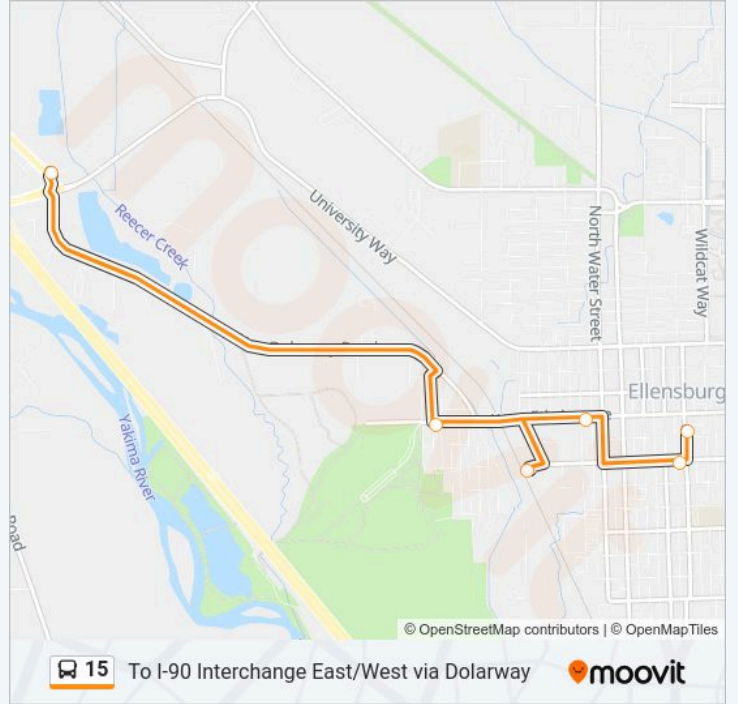 Reecer Creek
University Way
North Water Street
Wildcat Way
Ellensburg
Yakima River
Road
© OpenStreetMap contributors | © OpenMapTiles
15 To I-90 Interchange East/West via Dolarway
moovit